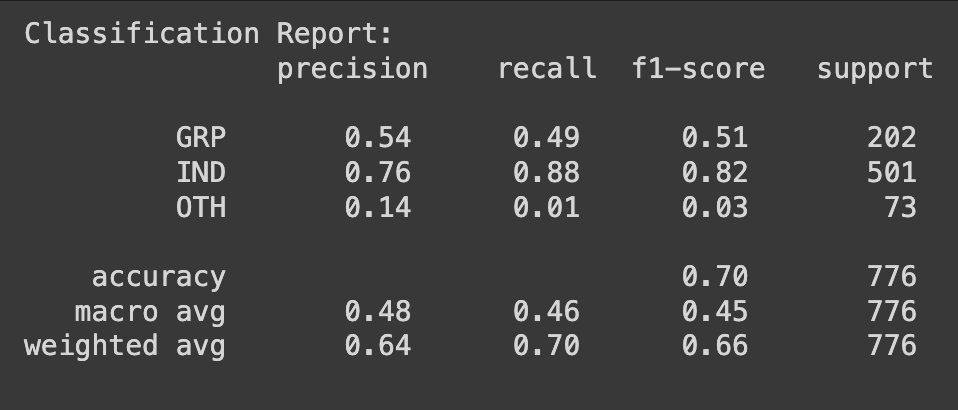 Classification Report:
precision recall f1-score support
GRP 0.54 0.49 0.51 202
IND 0.76 0.88 0.82 501
OTH 0.14 0.01 0.03 73
accuracy 0.70 776
macro avg 0.48 0.46 0.45 776
weighted avg 0.64 0.70 0.66 776